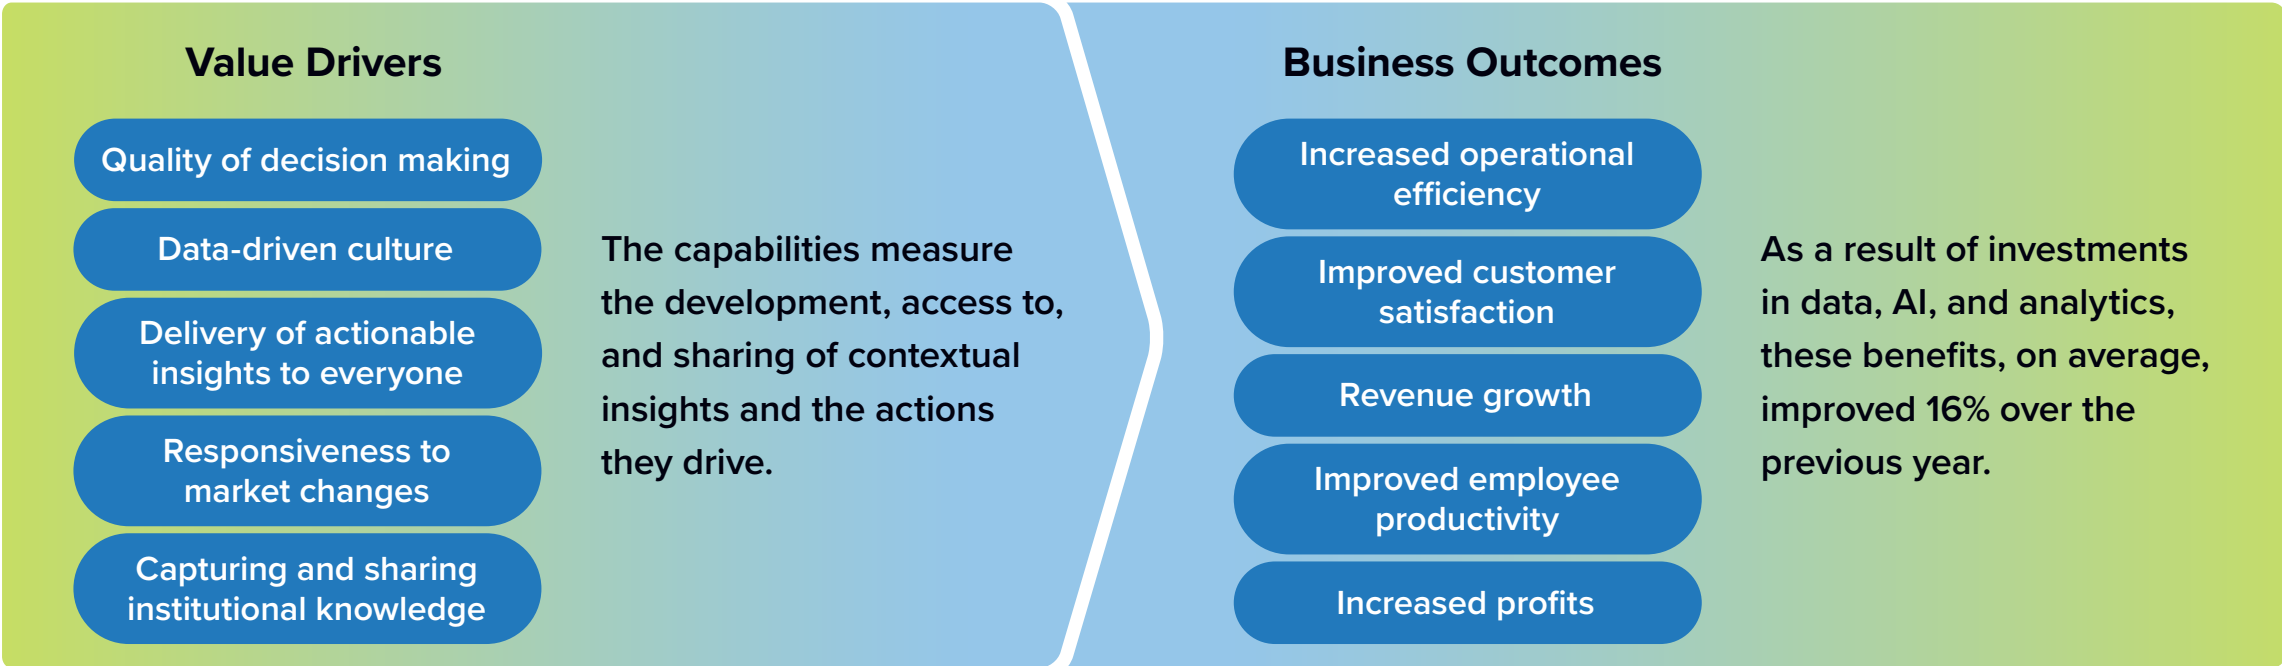 Value Drivers
Quality of decision making
Data-driven culture
Delivery of actionable
insights to everyone
Responsiveness to
market changes
Capturing and sharing
institutional knowledge
The capabilities measure
the development, access to,
and sharing of contextual
insights and the actions
they drive.
Business Outcomes
Increased operational
efficiency
Improved customer
satisfaction
Revenue growth
Improved employee
productivity
Increased profits
As a result of investments
in data, AI, and analytics,
these benefits, on average,
improved 16% over the
previous year.